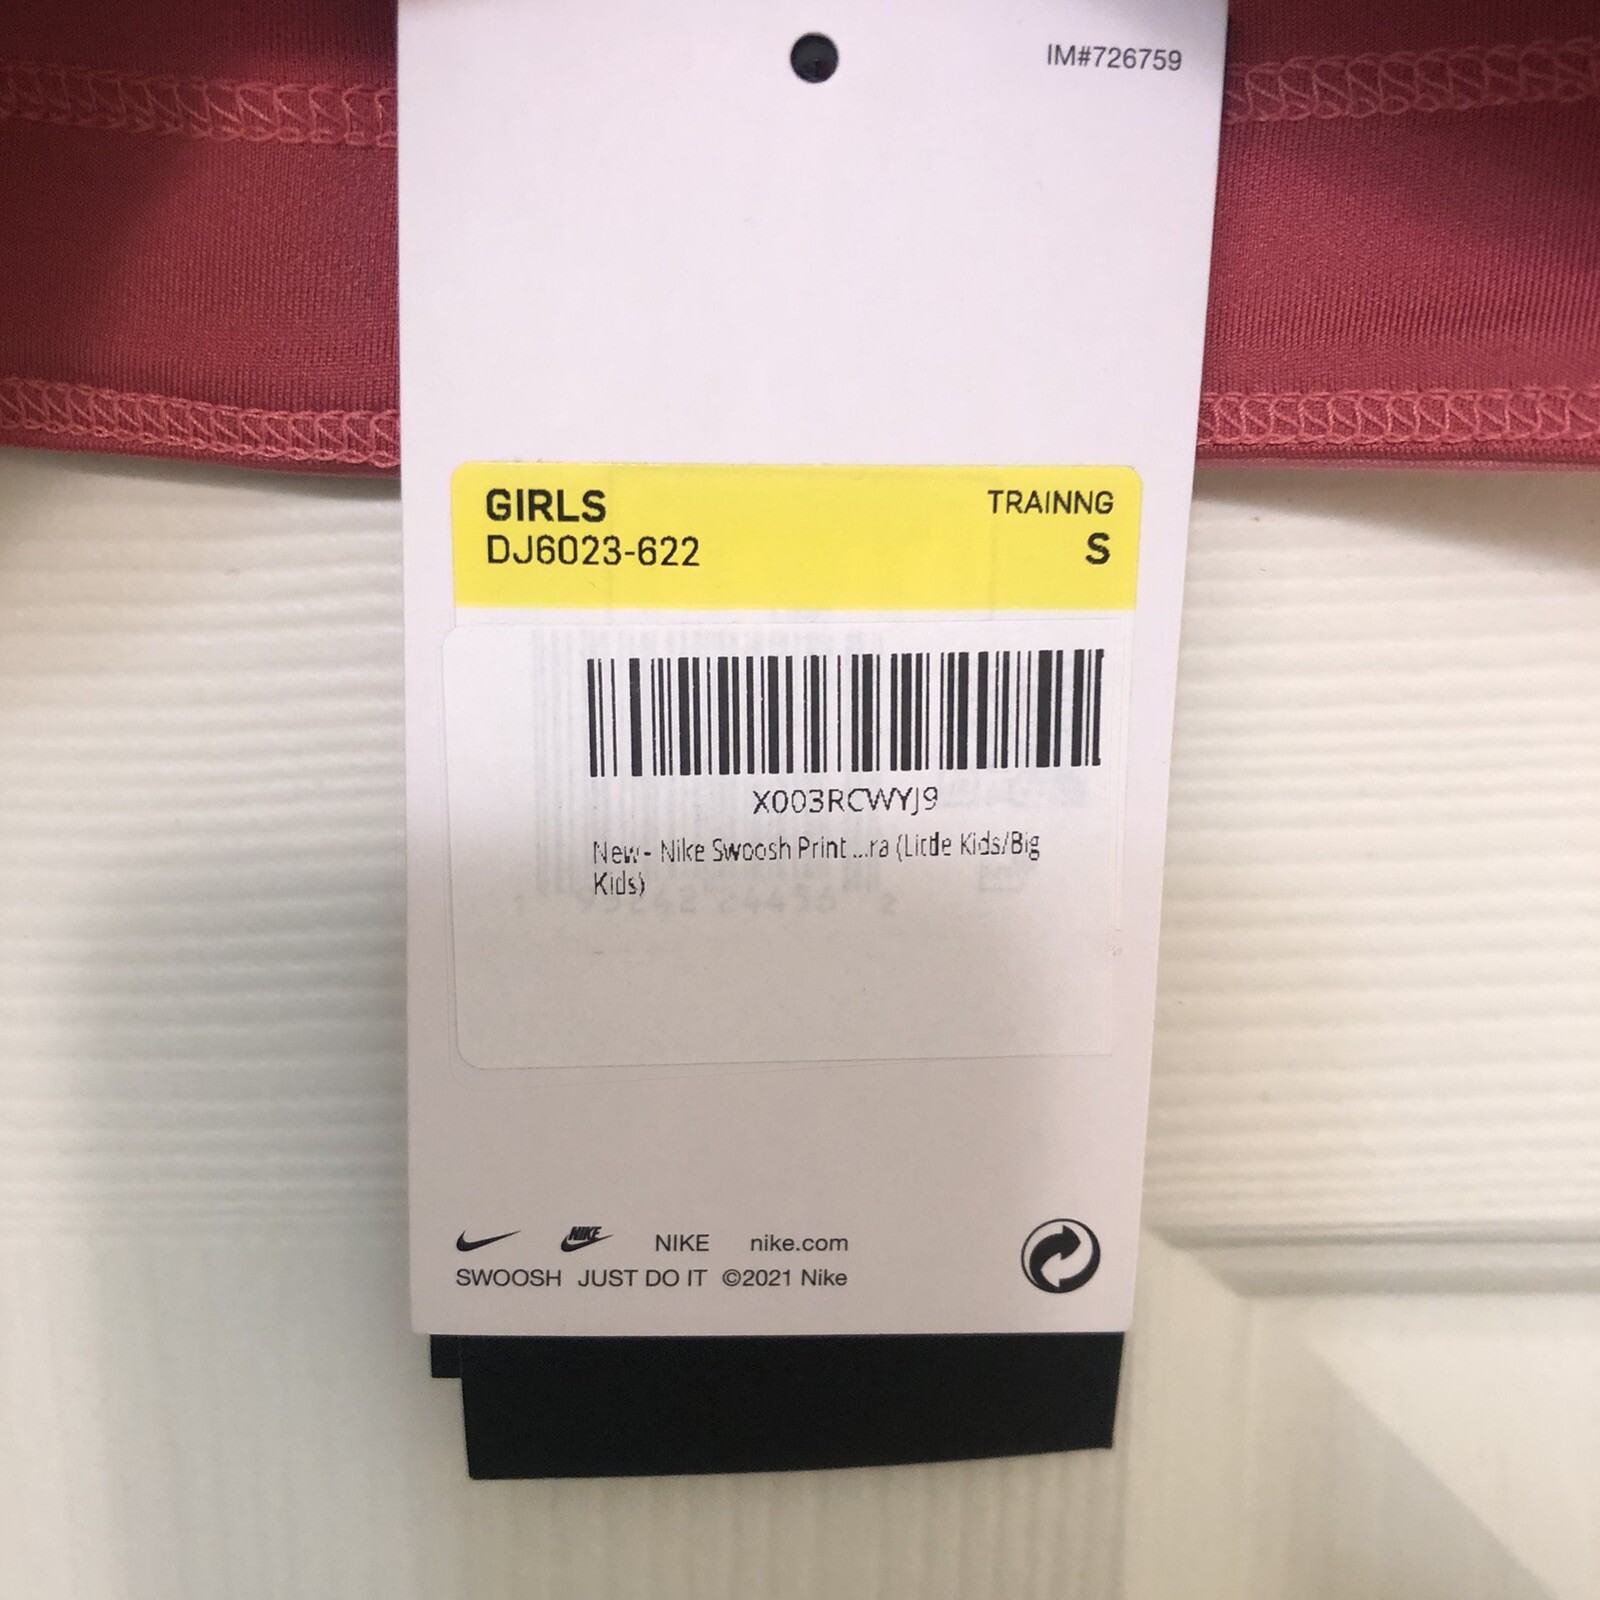 IM#726759
GIRLS TRAINNG
DJ6023-622 S
X003RCWYJ9
New - Nike Swoosh Print ...ra (Little Kids/Big
Kids)
NIKE NIKE nike.com
SWOOSH JUST DO IT ©2021 Nike